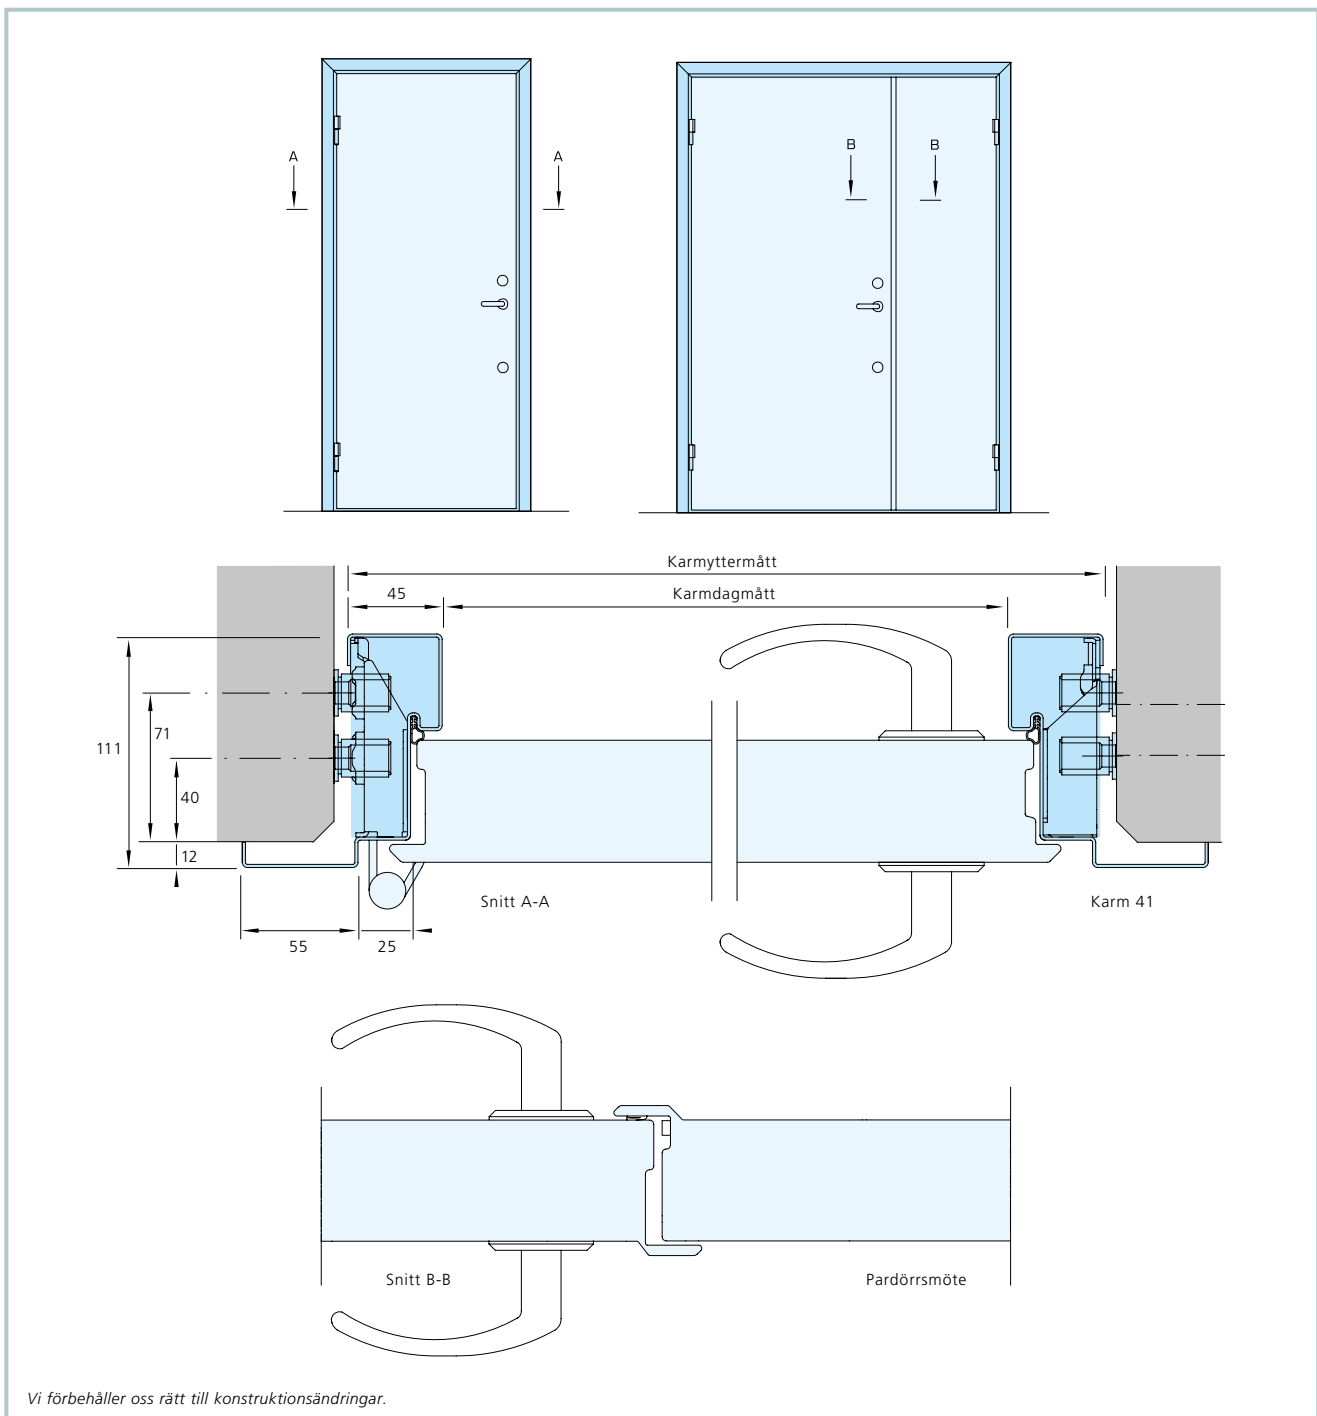 A
A
B
B
Karmyttermått
45
Karmdagmått
111
71
40
12
Snitt A-A
Karm 41
55
25
Snitt B-B
Pardörrsmöte
Vi förbehåller oss rätt till konstruktionsändringar.